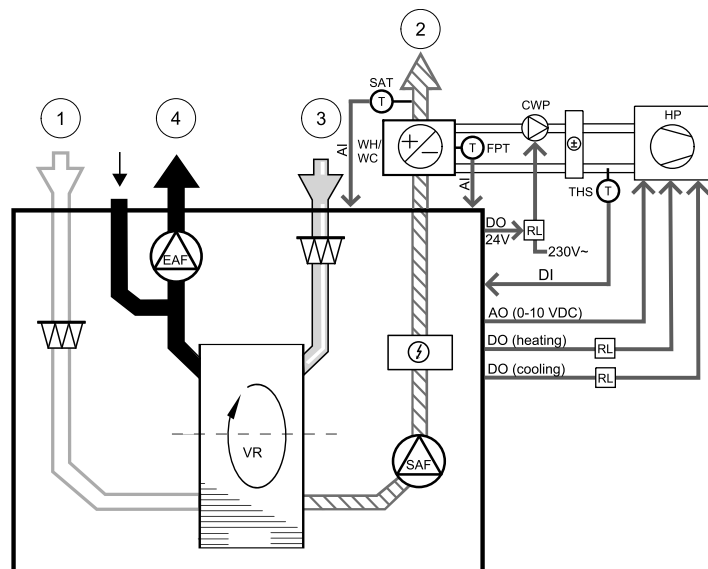 2
SAT
T
1
4
3
CWP
HP
AI
WH/
WC
+
−
T
FPT
±
AI
THS
T
DO
24V
RL
230V~
EAF
DI
AO (0-10 VDC)
DO (heating)
RL
DO (cooling)
RL
VR
SAF